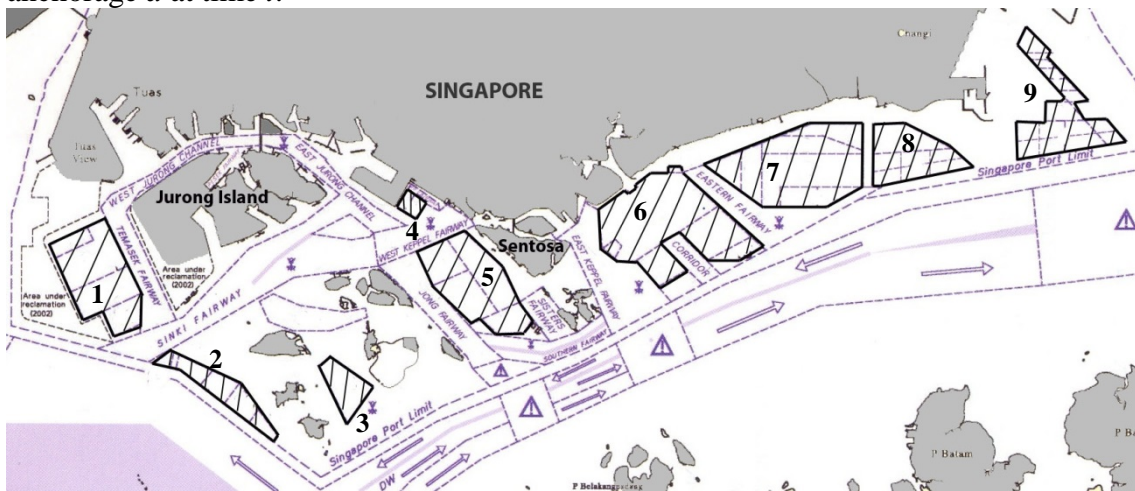 anchorage a at time t.
Changi
9
SINGAPORE
Tuas
Tuas
View
WEST JURONG CHANNEL
EAST JURONG CHANNEL
Jurong Island
8
7
Singapore Port Limit
4
6
EASTERN FAIRWAY
WEST KEPPEL FAIRWAY
Sentosa
TEMASEK FAIRWAY
EAST KEPPEL FAIRWAY
CORRIDOR
Area under
reclamation
(2002)
1
5
Area under
reclamation
(2002)
SINKI FAIRWAY
JONG FAIRWAY
SISTERS
FAIRWAY
SOUTHERN FAIRWAY
2
3
Singapore Port Limit
DW
P Batam
P Ba